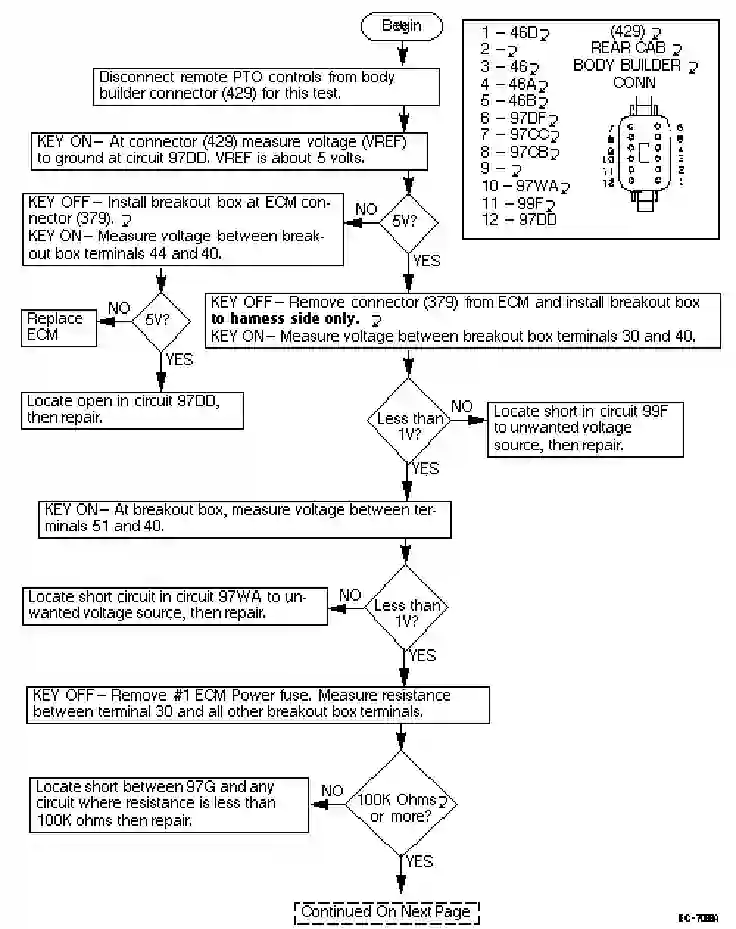 Begin
1 – 46D
2 –
3 – 46
4 – 46A
5 – 46B
6 – 97DF
7 – 97CC
8 – 97CB
9 –
10 – 97WA
11 – 99F
12 – 97DD
(429)
REAR CAB
BODY BUILDER
CONN
Disconnect remote PTO controls from body
builder connector (429) for this test.
KEY ON – At connector (429) measure voltage (VREF)
to ground at circuit 97DD. VREF is about 5 volts.
KEY OFF – Install breakout box at ECM con-
nector (379).
KEY ON – Measure voltage between break-
out box terminals 44 and 40.
NO
5V?
YES
Replace
ECM
NO
5V?
YES
KEY OFF – Remove connector (379) from ECM and install breakout box
to harness side only.
KEY ON – Measure voltage between breakout box terminals 30 and 40.
Locate open in circuit 97DD,
then repair.
Less than
1V?
NO
YES
Locate short in circuit 99F
to unwanted voltage
source, then repair.
KEY ON – At breakout box, measure voltage between ter-
minals 51 and 40.
Locate short circuit in circuit 97WA to un-
wanted voltage source, then repair.
NO
Less than
1V?
YES
KEY OFF – Remove #1 ECM Power fuse. Measure resistance
between terminal 30 and all other breakout box terminals.
Locate short between 97G and any
circuit where resistance is less than
100K ohms then repair.
NO
100K Ohms
or more?
YES
Continued On Next Page